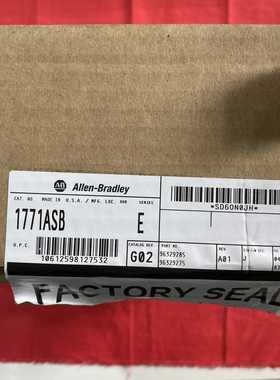 AB Allen-Bradley
CAT. NO. MADE IN U.S.A. / MFG. LOC. 000 SERIES
1771ASB E
*SD60N0JH*
U.P.C. CATALOG REV. PART NO.
10612598127532 G02 96329285
96329275
REV A01 J
FACTORY SEA